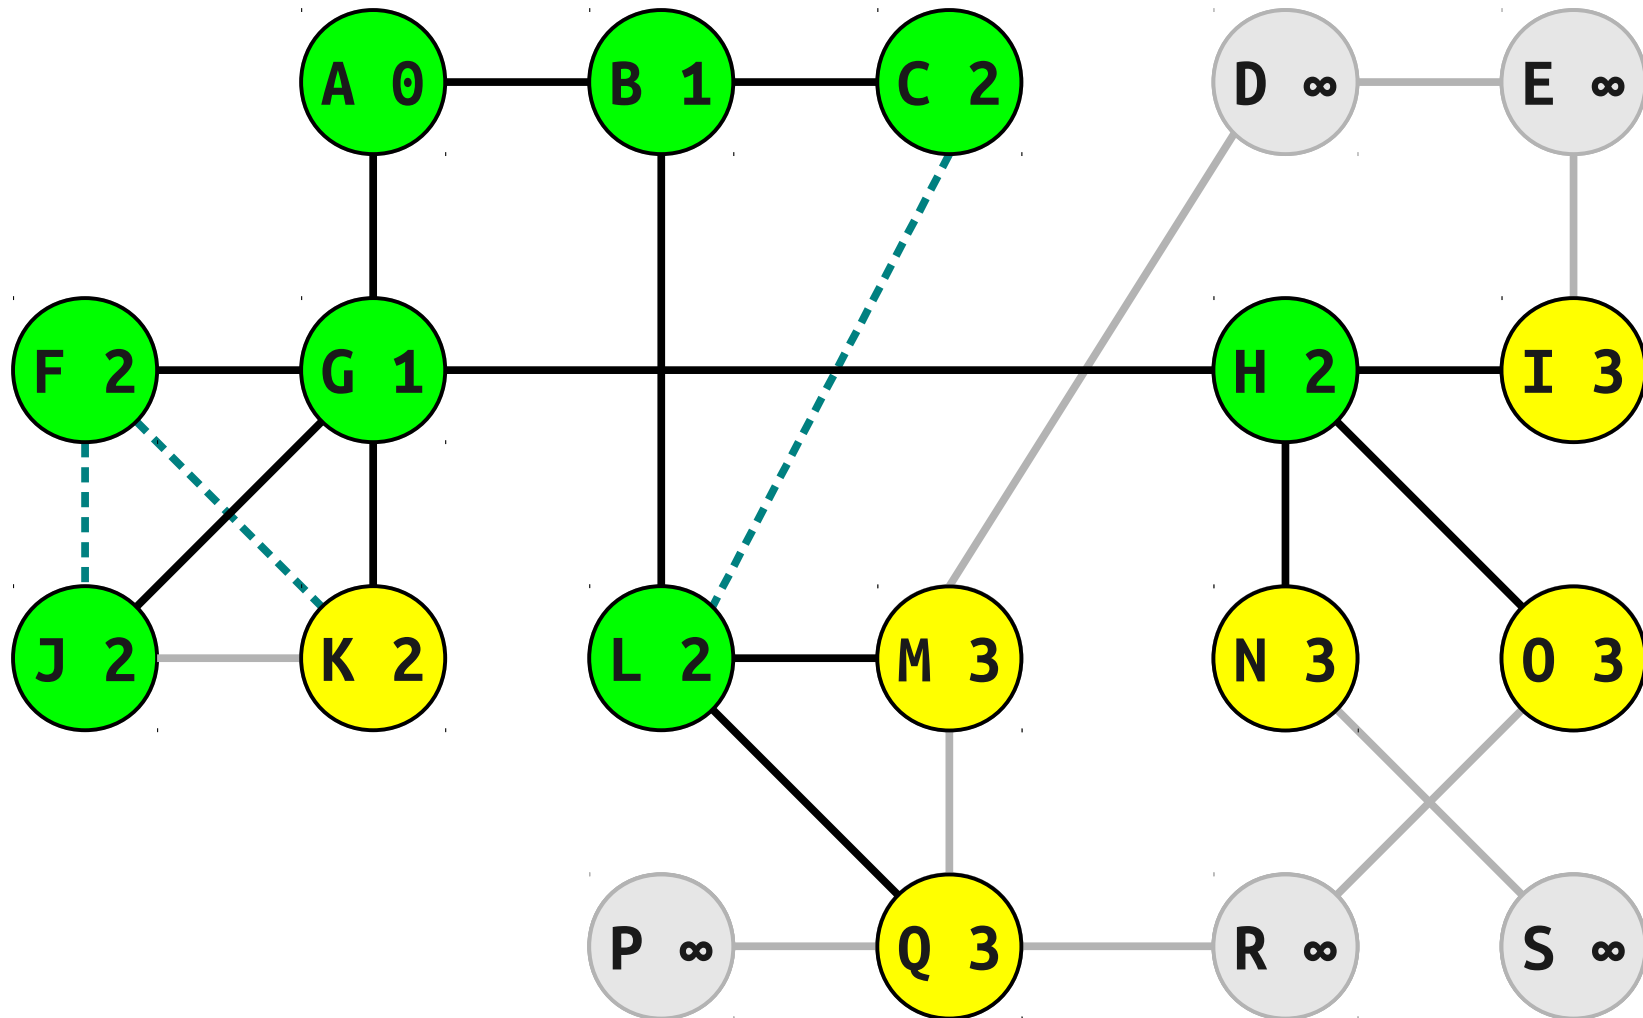 A 0 B 1 C 2 D ∞ E ∞
F 2 G 1 H 2 I 3
J 2 K 2 L 2 M 3 N 3 O 3
P ∞ Q 3 R ∞ S ∞